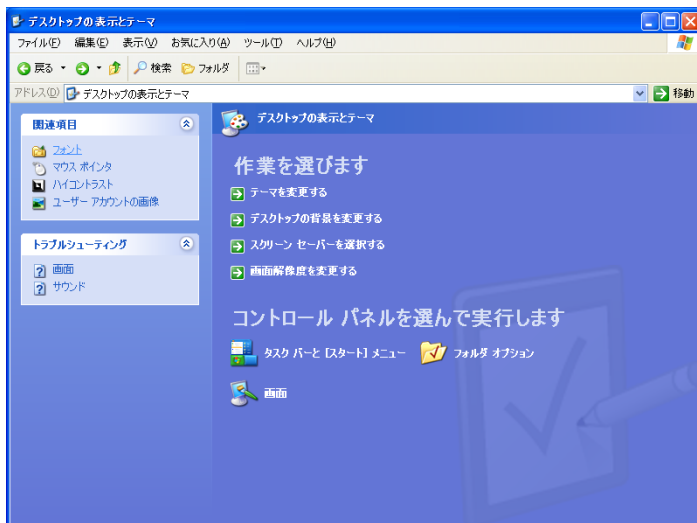 デスクトップの表示とテーマ
ファイル(F) 編集(E) 表示(V) お気に入り(A) ツール(T) ヘルプ(H)
戻る 検索 フォルダ
アドレス(D) デスクトップの表示とテーマ 移動
関連項目
フォント
マウス ポインタ
ハイコントラスト
ユーザー アカウントの画像
トラブルシューティング
画面
サウンド
デスクトップの表示とテーマ
作業を選びます
テーマを変更する
デスクトップの背景を変更する
スクリーン セーバーを選択する
画面解像度を変更する
コントロール パネルを選んで実行します
タスク バーと [スタート] メニュー フォルダ オプション
画面